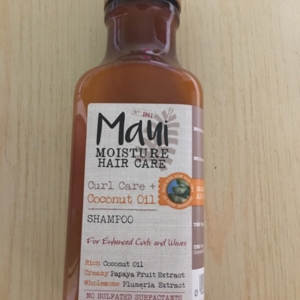 Maui
MOISTURE
HAIR CARE
Curl Care +
Coconut Oil
SHAMPOO
For Enhanced Curls and Waves
Rich Coconut Oil
Creamy Papaya Fruit Extract
Wholesome Plumeria Extract
NO SULFATED SURFACTANTS